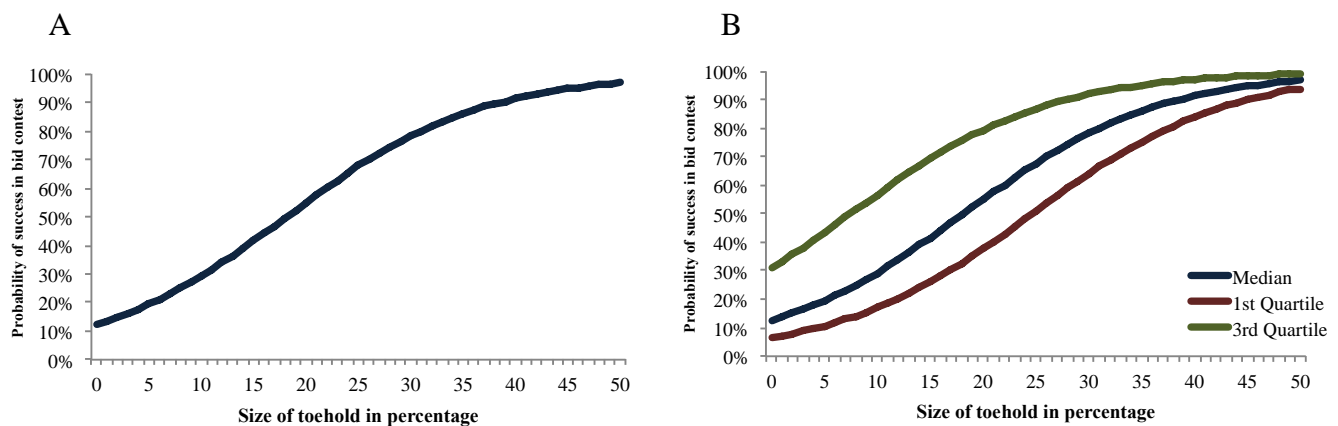 A
Probability of success in bid contest
100%
90%
80%
70%
60%
50%
40%
30%
20%
10%
0%
0 5 10 15 20 25 30 35 40 45 50
Size of toehold in percentage
B
Probability of success in bid contest
100%
90%
80%
70%
60%
50%
40%
30%
20%
10%
0%
Median
1st Quartile
3rd Quartile
0 5 10 15 20 25 30 35 40 45 50
Size of toehold in percentage